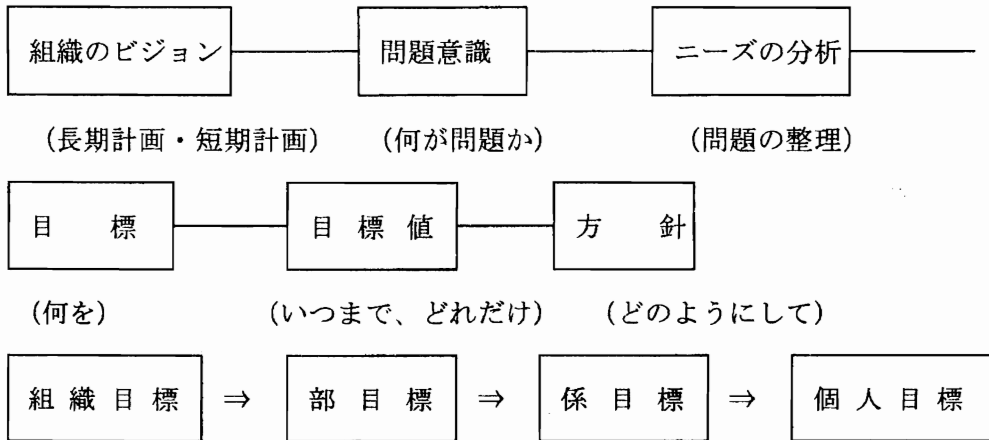 組織のビジョン 問題意識 ニーズの分析
(長期計画・短期計画) (何が問題か) (問題の整理)
目標 目標値 方針
(何を) (いつまで、どれだけ) (どのようにして)
組織目標 ⇒ 部目標 ⇒ 係目標 ⇒ 個人目標